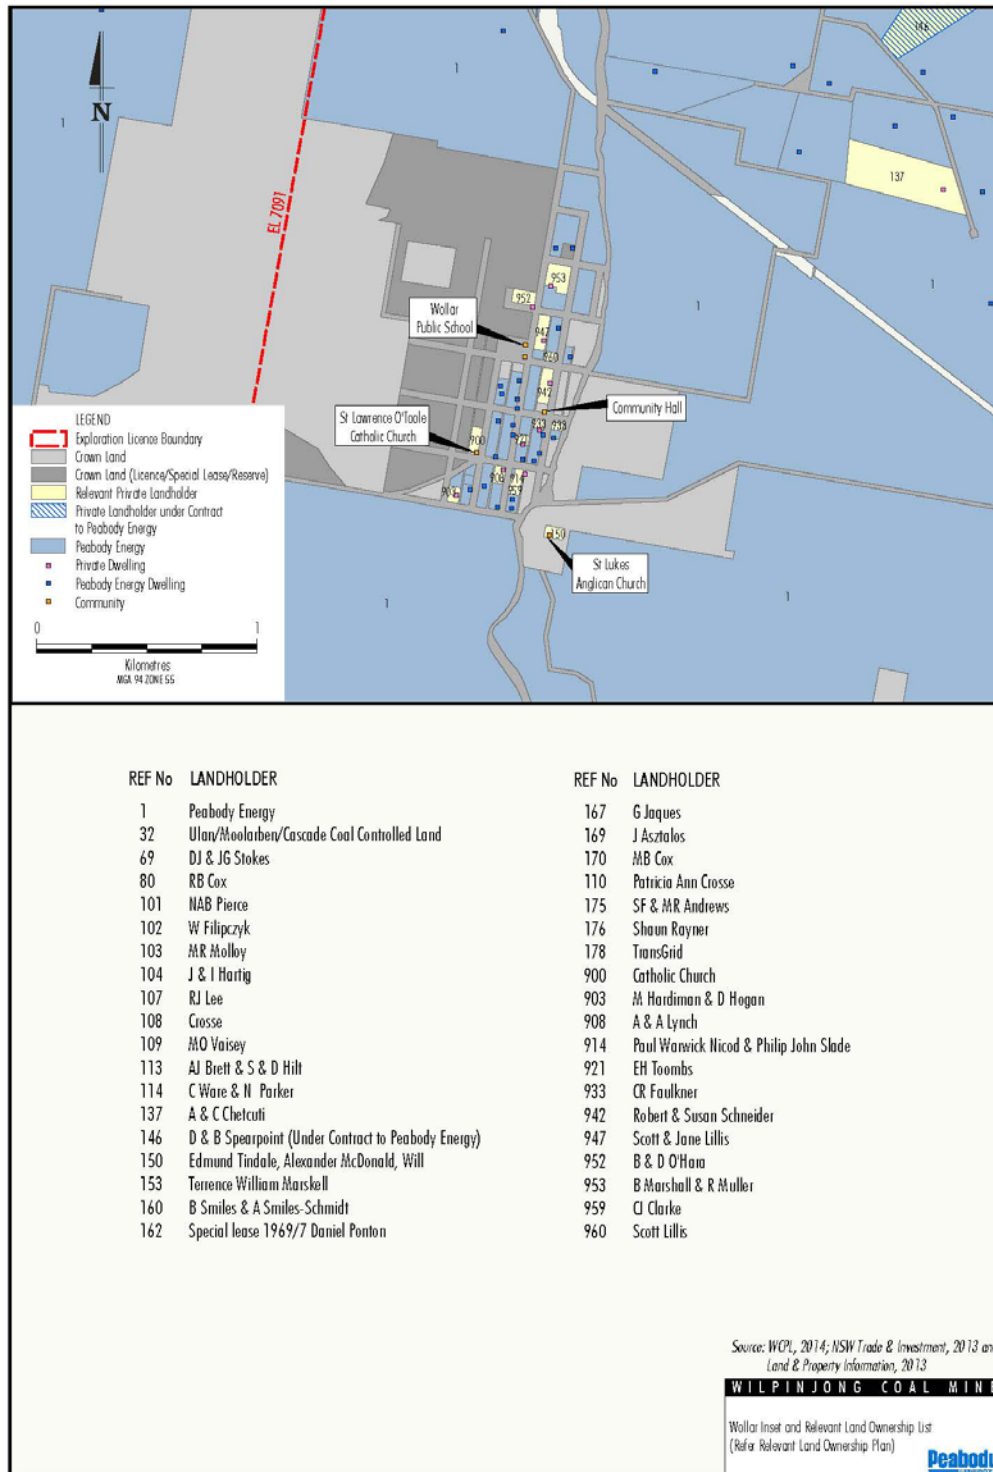 146
1
1
N
137
EL 7091
1
953
952
1
Wollar
Public School
947
960
942
Community Hall
St Lawrence O'Toole
Catholic Church
900
933
921
908
914
959
903
150
St Lukes
Anglican Church
1
1
LEGEND
Exploration Licence Boundary
Crown Land
Crown Land (Licence/Special Lease/Reserve)
Relevant Private Landholder
Private Landholder under Contract
to Peabody Energy
Peabody Energy
Private Dwelling
Peabody Energy Dwelling
Community
0 1
Kilometres
MGA 94 ZONE 55
REF No LANDHOLDER
1 Peabody Energy
32 Ulan/Moolarben/Cascade Coal Controlled Land
69 DJ & JG Stokes
80 RB Cox
101 NAB Pierce
102 W Filipczyk
103 MR Molloy
104 J & I Hartig
107 RJ Lee
108 Crosse
109 MO Vaisey
113 AJ Brett & S & D Hilt
114 C Ware & N Parker
137 A & C Chetcuti
146 D & B Spearpoint (Under Contract to Peabody Energy)
150 Edmund Tindale, Alexander McDonald, Will
153 Terrence William Marskell
160 B Smiles & A Smiles-Schmidt
162 Special lease 1969/7 Daniel Ponton
REF No LANDHOLDER
167 G Jaques
169 J Asztalos
170 MB Cox
110 Patricia Ann Crosse
175 SF & MR Andrews
176 Shaun Rayner
178 TransGrid
900 Catholic Church
903 M Hardiman & D Hogan
908 A & A Lynch
914 Paul Warwick Nicod & Philip John Slade
921 EH Toombs
933 CR Faulkner
942 Robert & Susan Schneider
947 Scott & Jane Lillis
952 B & D O'Hara
953 B Marshall & R Muller
959 CJ Clarke
960 Scott Lillis
Source: WCPL, 2014; NSW Trade & Investment, 2013 an
Land & Property Information, 2013
WILPINJONG COAL MINE
Wollar Inset and Relevant Land Ownership List
(Refer Relevant Land Ownership Plan)
Peabody